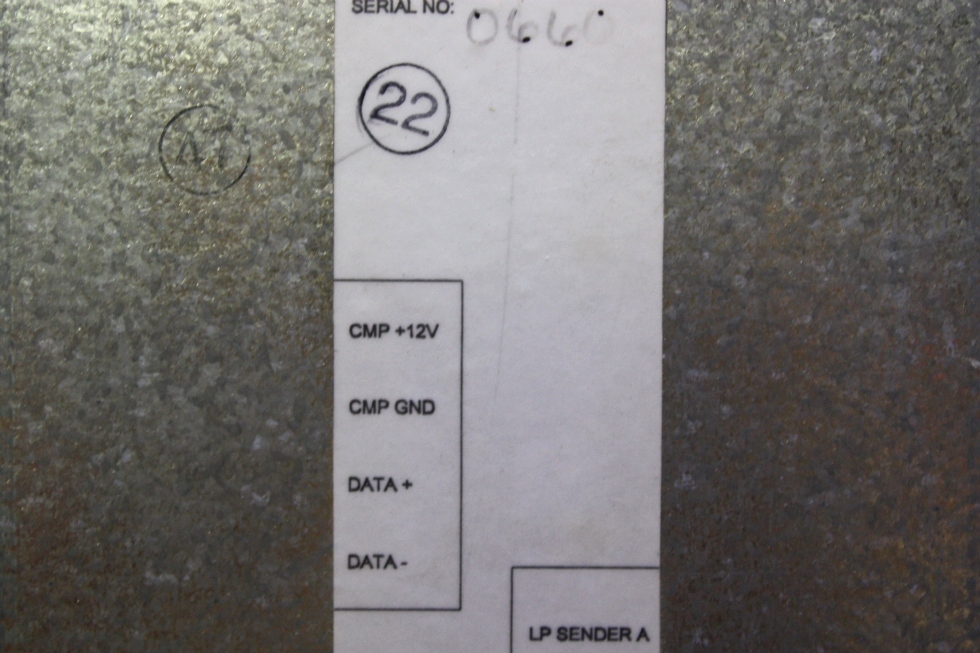 SERIAL NO: 0660
22
CMP +12V
CMP GND
DATA +
DATA -
LP SENDER A